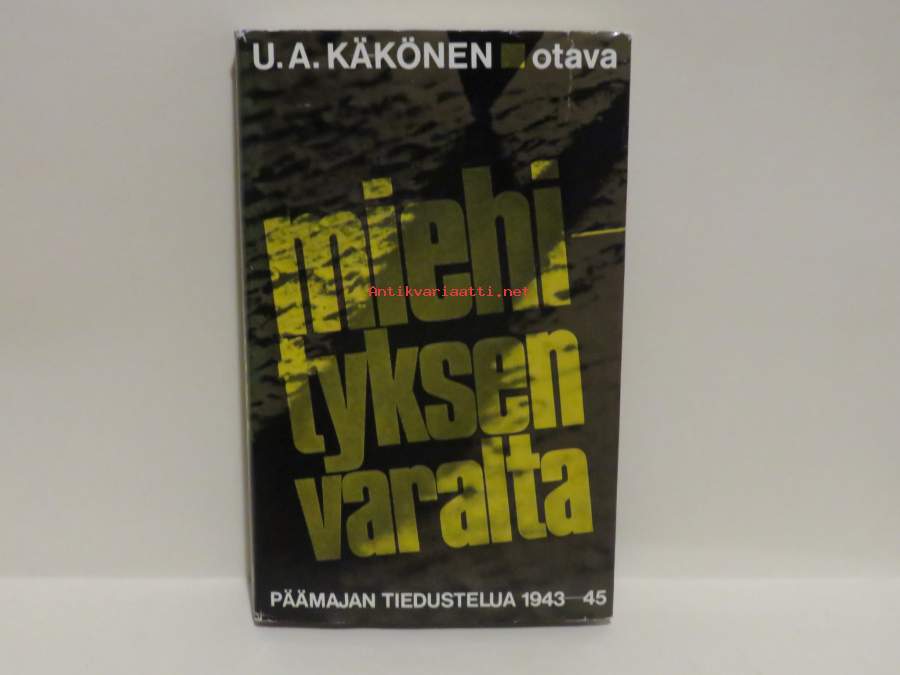 U. A. KÄKÖNEN otava
miehi–
Antikvariaatti.net
tyksen
varalta
PÄÄMAJAN TIEDUSTELUA 1943–45